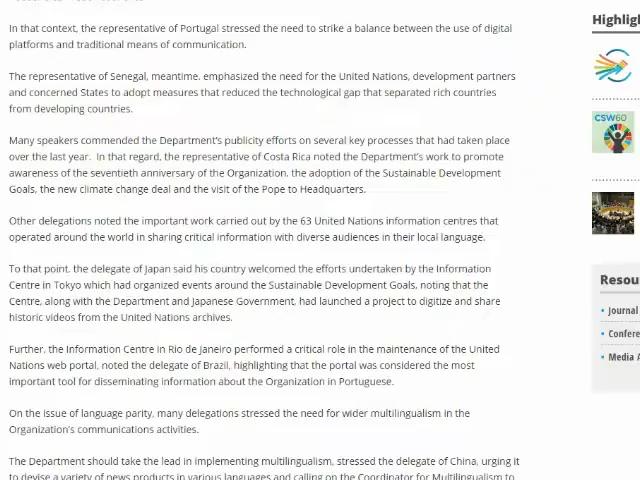 In that context, the representative of Portugal stressed the need to strike a balance between the use of digital
platforms and traditional means of communication.
The representative of Senegal, meantime, emphasized the need for the United Nations, development partners
and concerned States to adopt measures that reduced the technological gap that separated rich countries
from developing countries.
Many speakers commended the Department's publicity efforts on several key processes that had taken place
over the last year. In that regard, the representative of Costa Rica noted the Department's work to promote
awareness of the seventieth anniversary of the Organization, the adoption of the Sustainable Development
Goals, the new climate change deal and the visit of the Pope to Headquarters.
Other delegations noted the important work carried out by the 63 United Nations information centres that
operated around the world in sharing critical information with diverse audiences in their local language.
To that point, the delegate of Japan said his country welcomed the efforts undertaken by the Information
Centre in Tokyo which had organized events around the Sustainable Development Goals, noting that the
Centre, along with the Department and Japanese Government, had launched a project to digitize and share
historic videos from the United Nations archives.
Further, the Information Centre in Rio de Janeiro performed a critical role in the maintenance of the United
Nations web portal, noted the delegate of Brazil, highlighting that the portal was considered the most
important tool for disseminating information about the Organization in Portuguese.
On the issue of language parity, many delegations stressed the need for wider multilingualism in the
Organization's communications activities.
The Department should take the lead in implementing multilingualism, stressed the delegate of China, urging it
to devise a variety of news products in various languages and calling on the Coordinator for Multilingualism to
Highligh
CSW60
Resou
• Journal
• Confere
• Media A